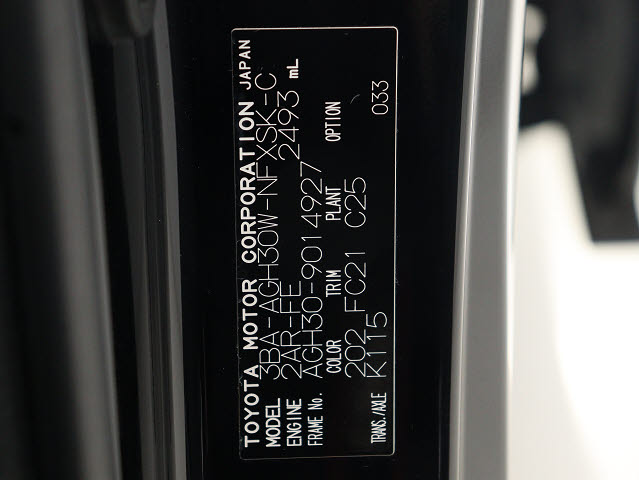 TOYOTA MOTOR CORPORATION JAPAN
MODEL 3BA-AGH30W-NFXSK-C
ENGINE 2AR-FE 2493 mL
FRAME No. AGH30-9014927
COLOR TRIM PLANT OPTION
202 FC21 C25 033
TRANS./AXLE K115